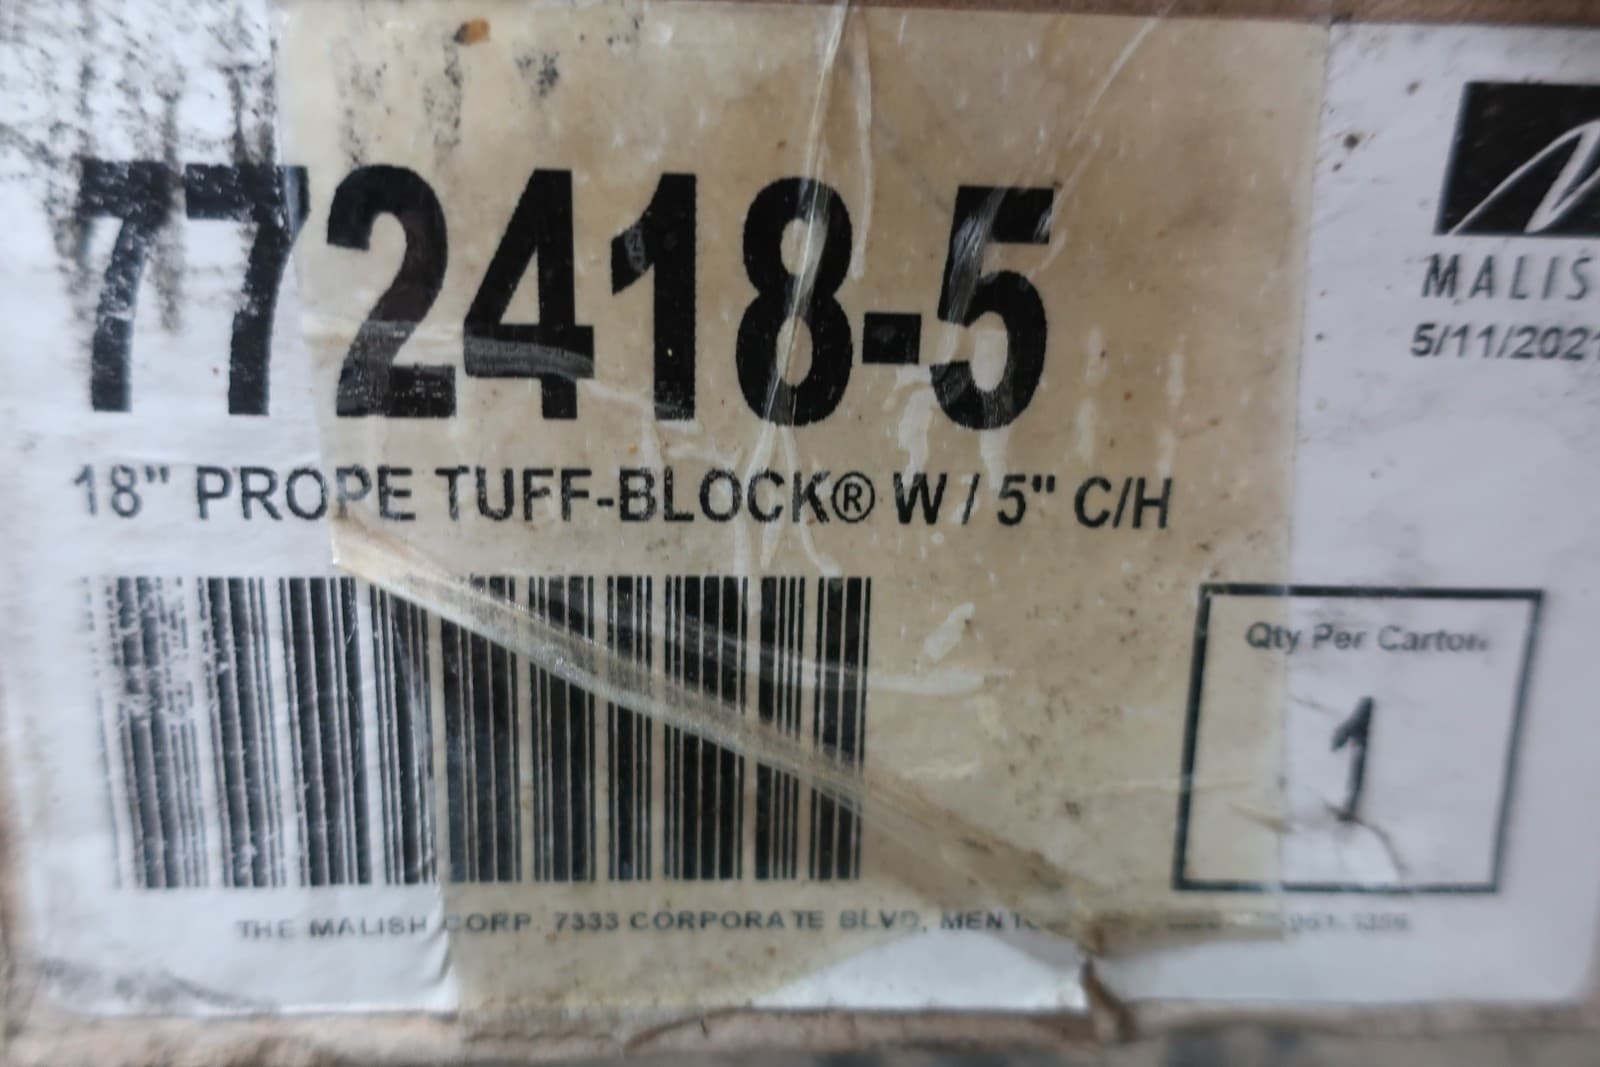 772418-5
MALIS
5/11/202
18" PROPE TUFF-BLOCK® W / 5" C/H
Qty Per Carton
1
THE MALISH CORP. 7333 CORPORATE BLVD, MENTO